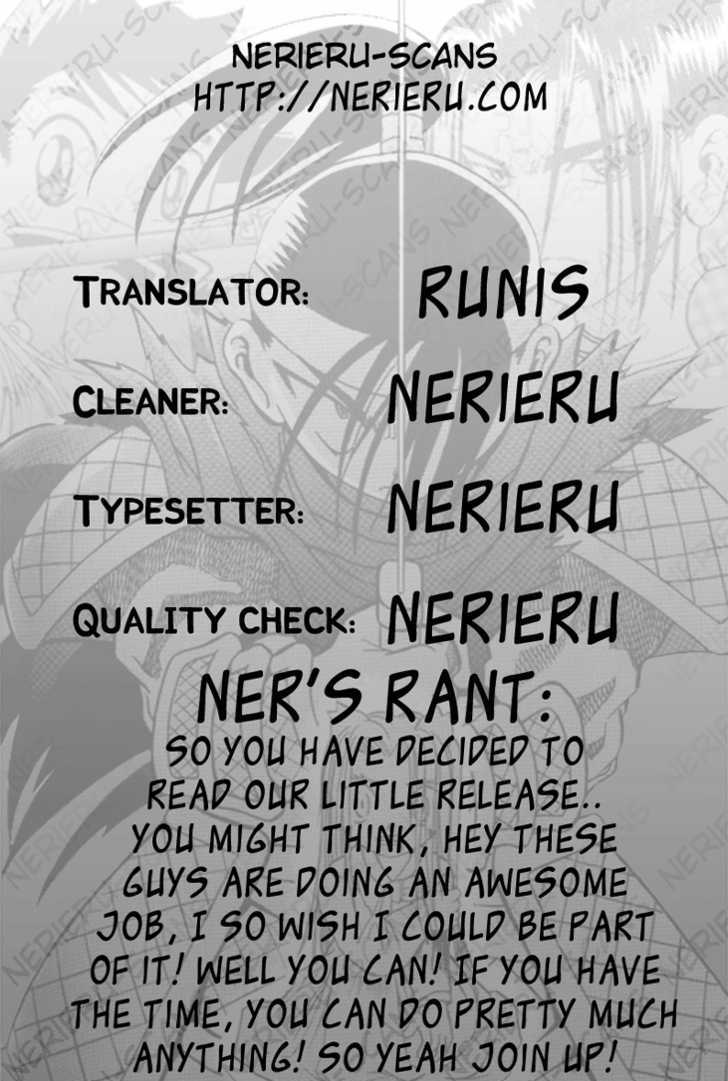 NERIERU-SCANS
HTTP://NERIERU.COM
TRANSLATOR: RUNIS
CLEANER: NERIERU
TYPESETTER: NERIERU
QUALITY CHECK: NERIERU
NER'S RANT:
SO YOU HAVE DECIDED TO
READ OUR LITTLE RELEASE..
YOU MIGHT THINK, HEY THESE
GUYS ARE DOING AN AWESOME
JOB, I SO WISH I COULD BE PART
OF IT! WELL YOU CAN! IF YOU HAVE
THE TIME, YOU CAN DO PRETTY MUCH
ANYTHING! SO YEAH JOIN UP!